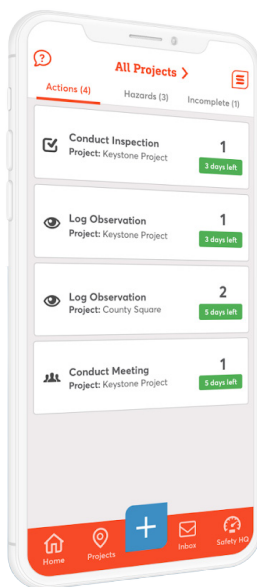 ?
All Projects >
Actions (4) Hazards (3) Incomplete (1)
Conduct Inspection 1
Project: Keystone Project 3 days left
Log Observation 1
Project: Keystone Project 3 days left
Log Observation 2
Project: County Square 5 days left
Conduct Meeting 1
Project: Keystone Project 5 days left
Home Projects + Inbox Safety HQ